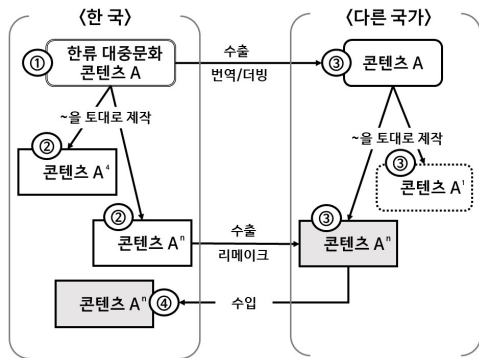 〈한 국〉
〈다른 국가〉
① 한류 대중문화
콘텐츠 A
수출
번역/더빙
③ 콘텐츠 A
~을 토대로 제작
② 콘텐츠 A⁴
② 콘텐츠 Aⁿ
~을 토대로 제작
③ 콘텐츠 A¹
수출
리메이크
③ 콘텐츠 Aⁿ
콘텐츠 Aⁿ ④
수입